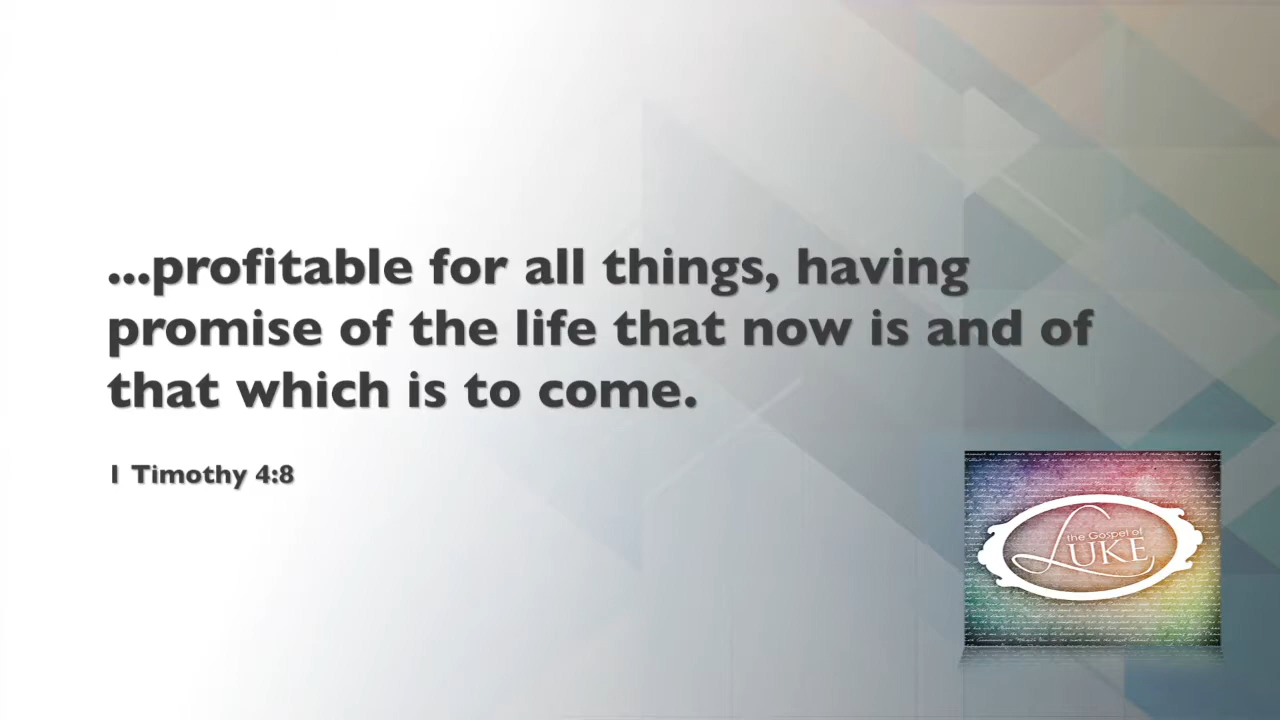 ...profitable for all things, having
promise of the life that now is and of
that which is to come.
1 Timothy 4:8
the Gospel of
LUKE